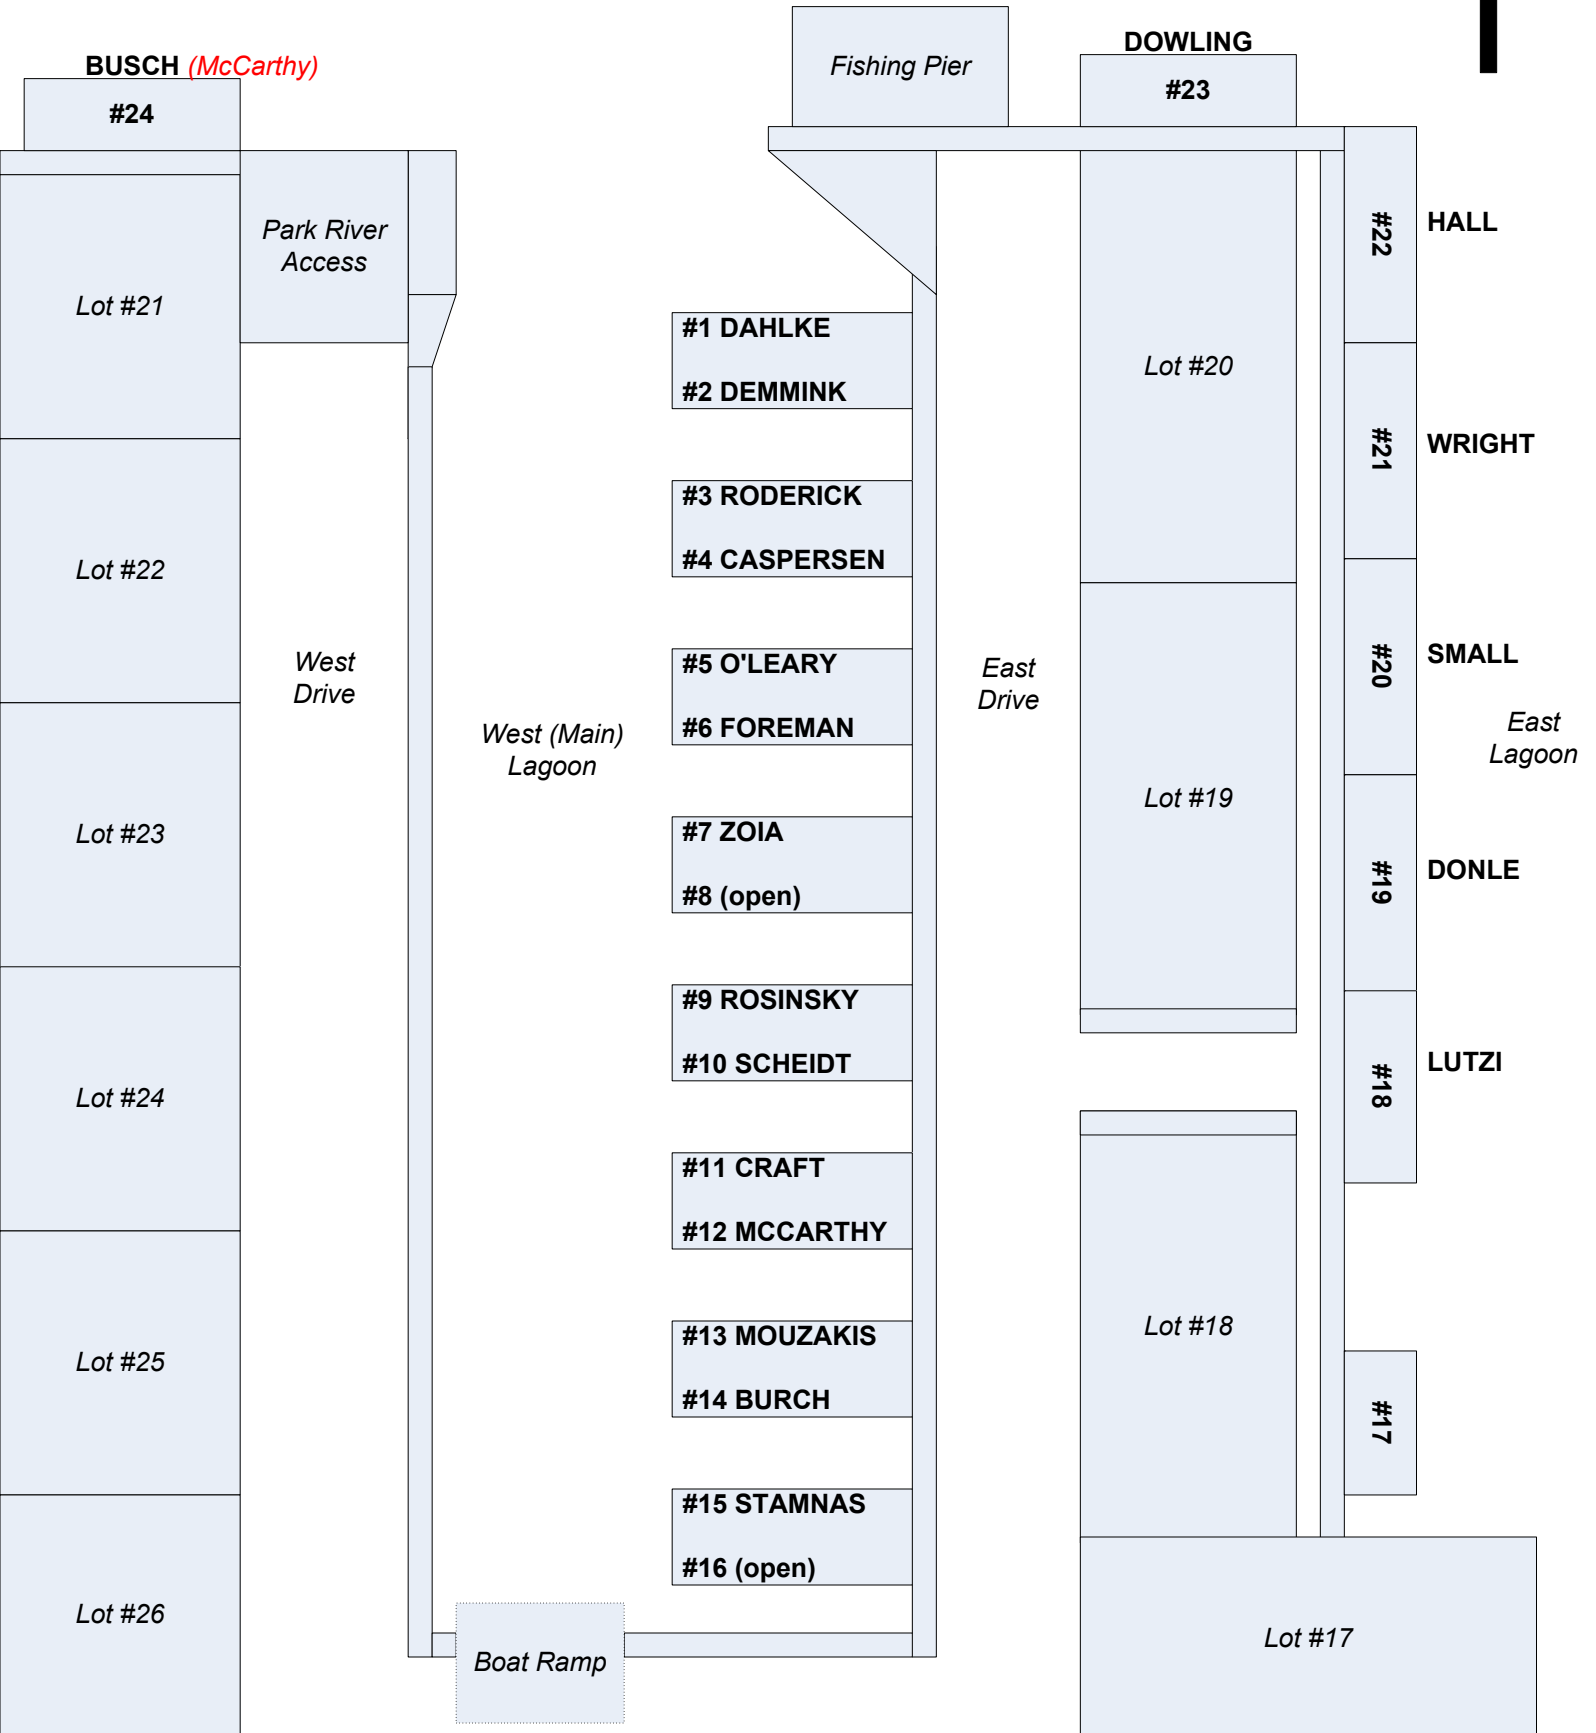 BUSCH (McCarthy)
#24
Fishing Pier
DOWLING
#23
Park River
Access
Lot #21
#22
HALL
#1 DAHLKE
#2 DEMMINK
Lot #20
#21
WRIGHT
#3 RODERICK
#4 CASPERSEN
Lot #22
West
Drive
#5 O'LEARY
#6 FOREMAN
East
Drive
#20
SMALL
West (Main)
Lagoon
East
Lagoon
Lot #23
#7 ZOIA
#8 (open)
Lot #19
#19
DONLE
#9 ROSINSKY
#10 SCHEIDT
#18
LUTZI
Lot #24
#11 CRAFT
#12 MCCARTHY
Lot #25
#13 MOUZAKIS
#14 BURCH
Lot #18
#17
#15 STAMNAS
#16 (open)
Lot #26
Boat Ramp
Lot #17